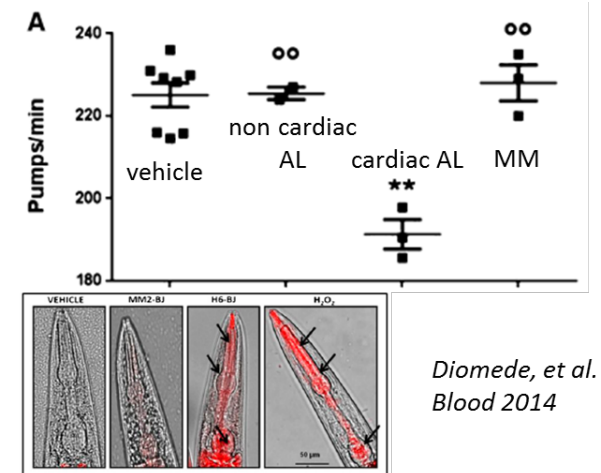 A
240
220
200
180
Pumps/min
vehicle
non cardiac
AL
cardiac AL
**
MM
VEHICLE
MM2-BJ
H6-BJ
H₂O₂
50 μm
Diomede, et al.
Blood 2014